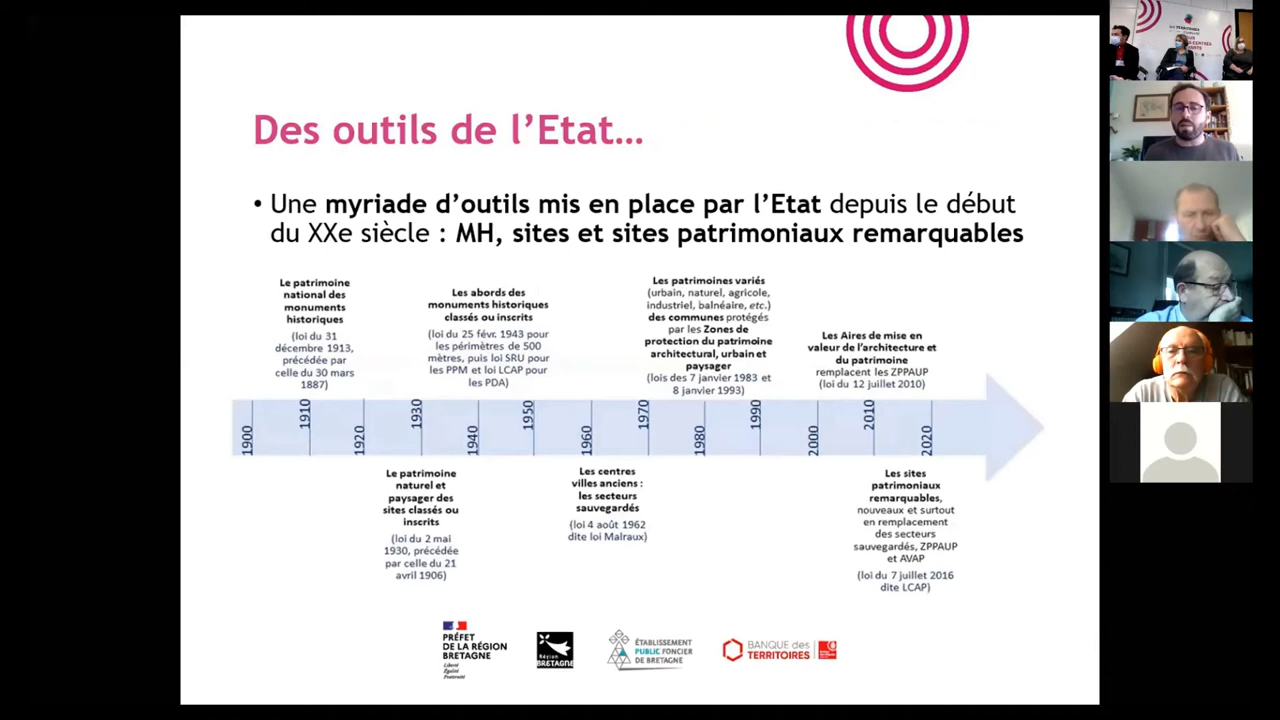 Des outils de l'Etat...
• Une myriade d'outils mis en place par l'Etat depuis le début
du XXe siècle : MH, sites et sites patrimoniaux remarquables
Le patrimoine
national des
monuments
historiques
(loi du 31
décembre 1913,
précédée par
celle du 30 mars
1887)
Les abords des
monuments historiques
classés ou inscrits
(loi du 25 févr. 1943 pour
les périmètres de 500
mètres, puis loi SRU pour
les PPM et loi LCAP pour
les PDA)
Les patrimoines variés
(urbain, naturel, agricole,
industriel, balnéaire, etc.)
des communes protégés
par les Zones de
protection du patrimoine
architectural, urbain et
paysager
(lois des 7 janvier 1983 et
8 janvier 1993)
Les Aires de mise en
valeur de l'architecture et
du patrimoine
remplacent les ZPPAUP
(loi du 12 juillet 2010)
1900
1910
1920
1930
1940
1950
1960
1970
1980
1990
2000
2010
2020
Le patrimoine
naturel et
paysager des
sites classés ou
inscrits
(loi du 2 mai
1930, précédée
par celle du 21
avril 1906)
Les centres
villes anciens :
les secteurs
sauvegardés
(loi 4 août 1962
dite loi Malraux)
Les sites
patrimoniaux
remarquables,
nouveaux et surtout
en remplacement
des secteurs
sauvegardés, ZPPAUP
et AVAP
(loi du 7 juillet 2016
dite LCAP)
PRÉFET
DE LA RÉGION
BRETAGNE
Liberté
Égalité
Fraternité
Région
BRETAGNE
ÉTABLISSEMENT
PUBLIC FONCIER
DE BRETAGNE
BANQUE des
TERRITOIRES
TERRITOIRES